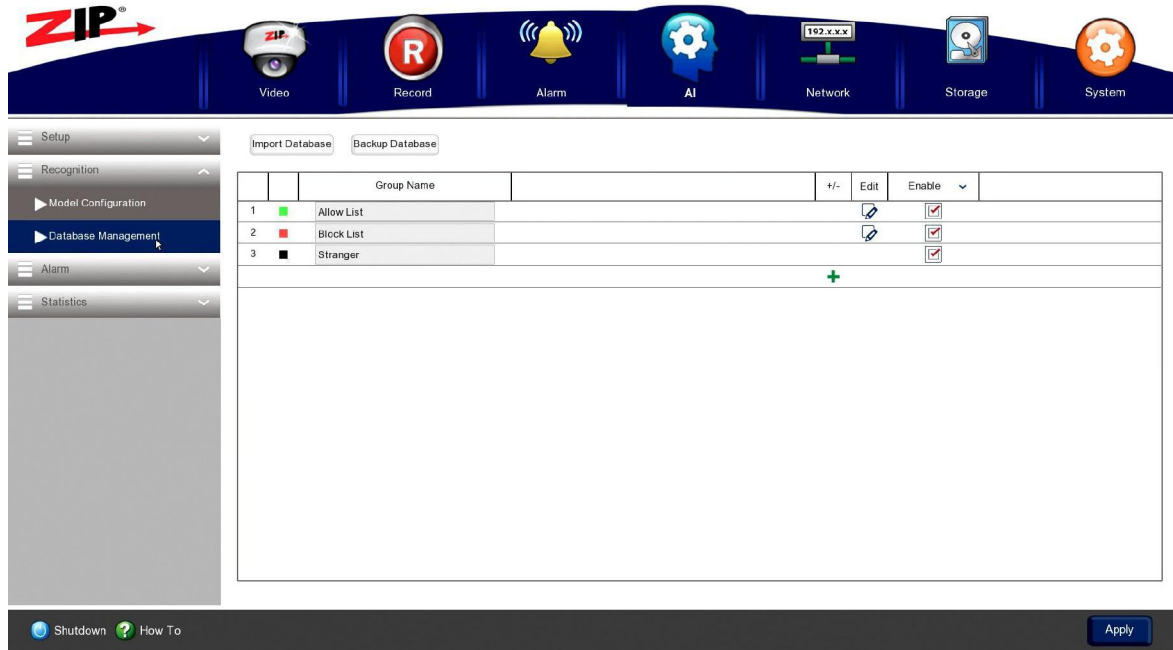 ZIP®
ZIP
R
192.x.x.x
Video
Record
Alarm
AI
Network
Storage
System
Setup
Recognition
Model Configuration
Database Management
Alarm
Statistics
Import Database
Backup Database
Group Name
+/-
Edit
Enable
1
Allow List
2
Block List
3
Stranger
+
Shutdown
? How To
Apply